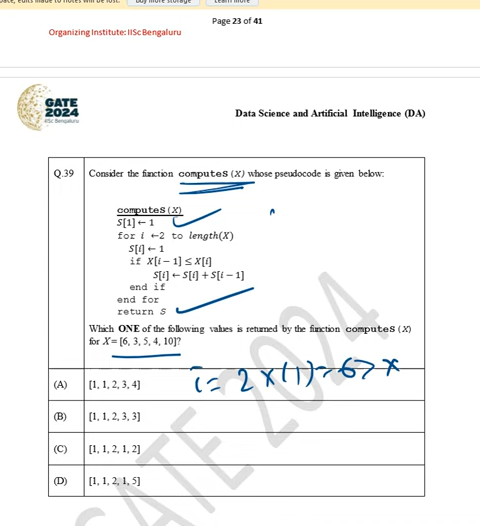 Page 23 of 41
Organizing Institute: IISc Bengaluru
GATE
2024
IISc Bengaluru
Data Science and Artificial Intelligence (DA)
Q.39 Consider the function computeS(X) whose pseudocode is given below:
computeS(X)
S[1] ← 1
for i ← 2 to length(X)
S[i] ← 1
if X[i − 1] ≤ X[i]
S[i] ← S[i] + S[i − 1]
end if
end for
return S
Which ONE of the following values is returned by the function computeS(X)
for X = [6, 3, 5, 4, 10]?
i = 2 X(1) = 6 > X
(A) [1, 1, 2, 3, 4]
(B) [1, 1, 2, 3, 3]
(C) [1, 1, 2, 1, 2]
(D) [1, 1, 2, 1, 5]
GATE 2024